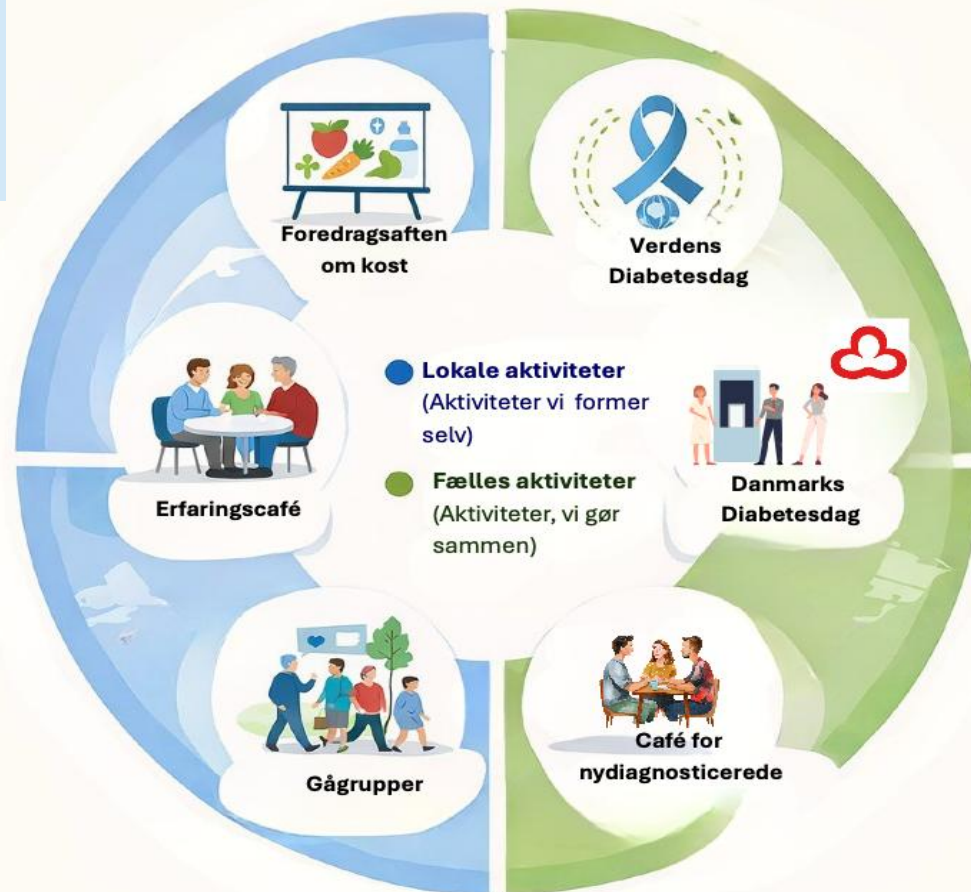 Foredragsaften
om kost
Verdens
Diabetesdag
Lokale aktiviteter
(Aktiviteter vi former
selv)
Fælles aktiviteter
(Aktiviteter, vi gør
sammen)
Erfaringscafé
Danmarks
Diabetesdag
Gågrupper
Café for
nydiagnosticerede